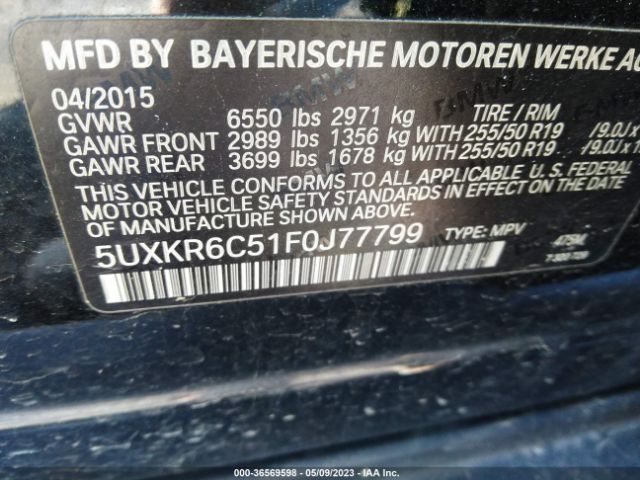 MFD BY BAYERISCHE MOTOREN WERKE AG
04/2015
GVWR 6550 lbs 2971 kg TIRE / RIM
GAWR FRONT 2989 lbs 1356 kg WITH 255/50 R19 /9.0J x
GAWR REAR 3699 lbs 1678 kg WITH 255/50 R19 /9.0J x
THIS VEHICLE CONFORMS TO ALL APPLICABLE U. S. FEDERAL
MOTOR VEHICLE SAFETY STANDARDS IN EFFECT ON THE DATE
OF MANUFACTURE SHOWN ABOVE.
5UXKR6C51F0J77799 TYPE: MPV
BMW
00-36569598 - 05/09/2023 - IAA Inc.